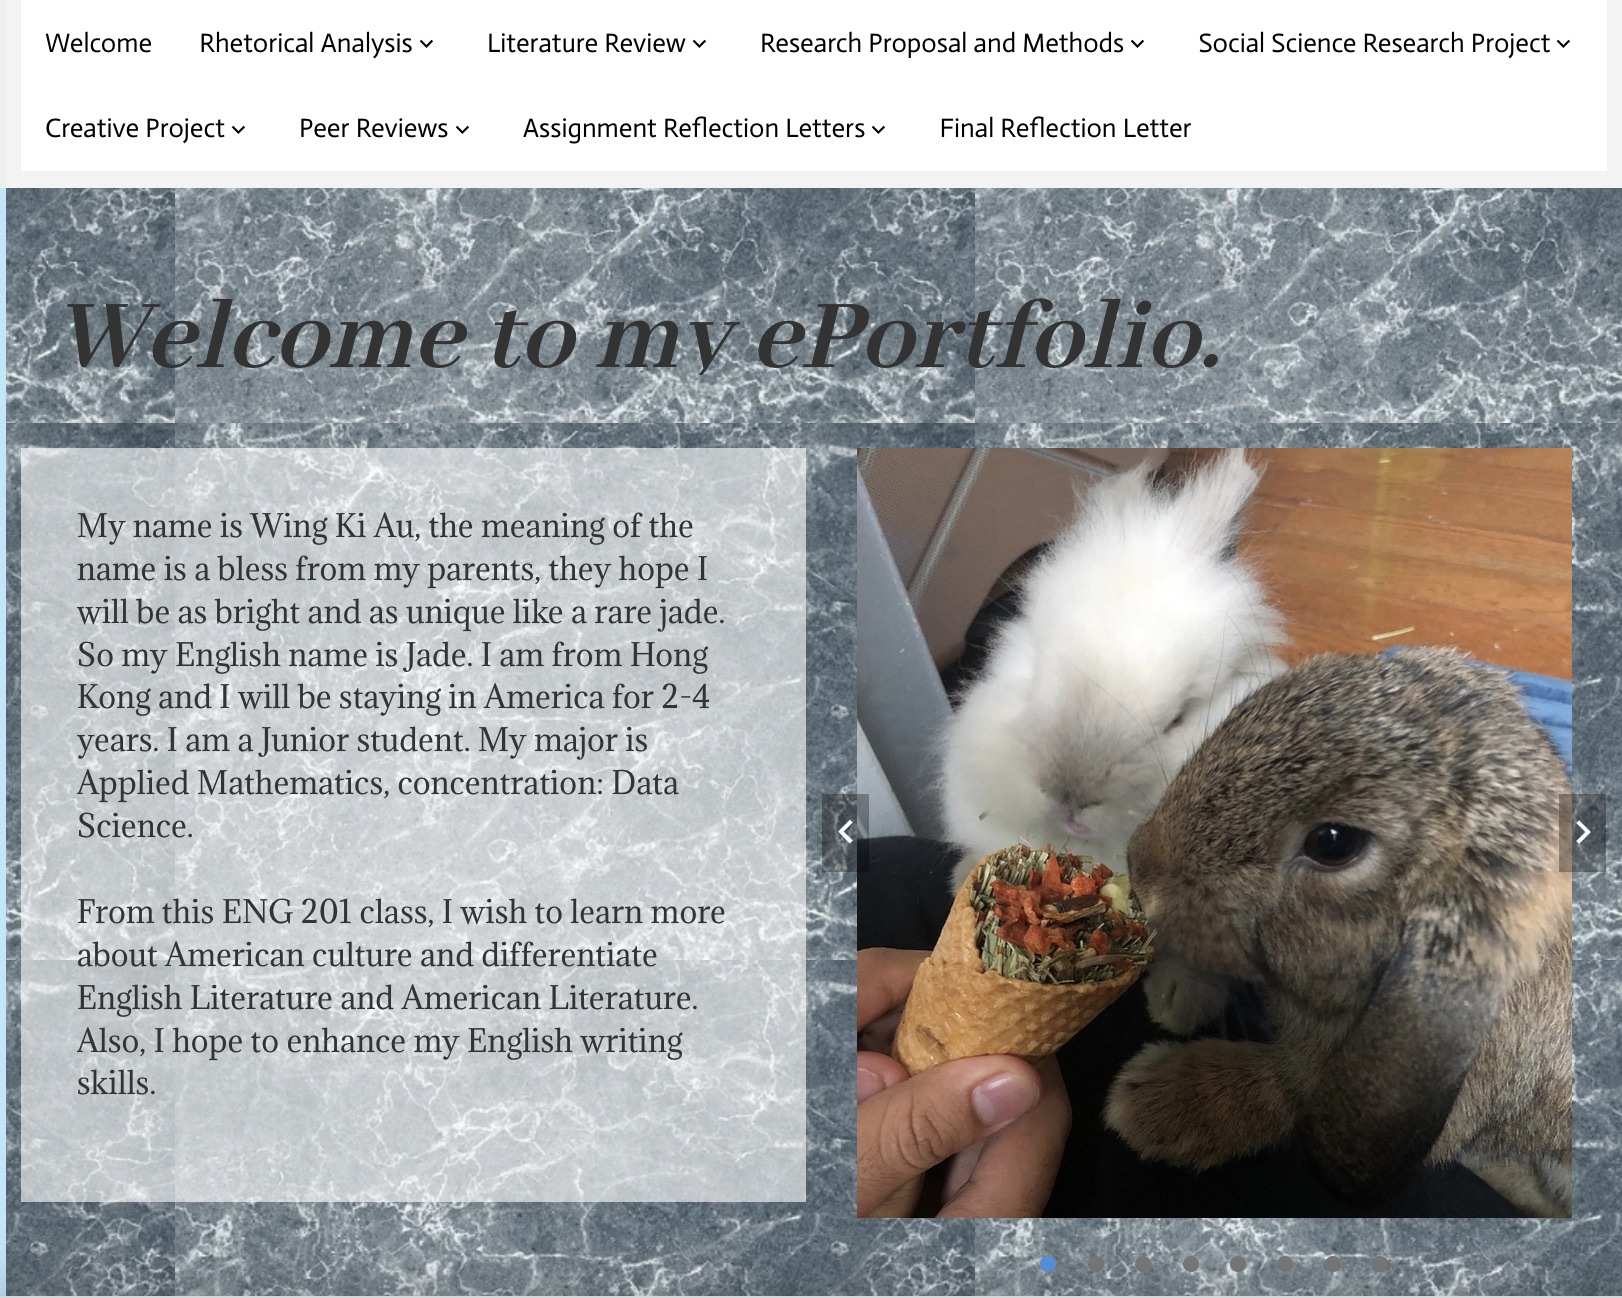 Welcome Rhetorical Analysis Literature Review Research Proposal and Methods Social Science Research Project
Creative Project Peer Reviews Assignment Reflection Letters Final Reflection Letter
Welcome to my ePortfolio.
My name is Wing Ki Au, the meaning of the
name is a bless from my parents, they hope I
will be as bright and as unique like a rare jade.
So my English name is Jade. I am from Hong
Kong and I will be staying in America for 2-4
years. I am a Junior student. My major is
Applied Mathematics, concentration: Data
Science.
From this ENG 201 class, I wish to learn more
about American culture and differentiate
English Literature and American Literature.
Also, I hope to enhance my English writing
skills.